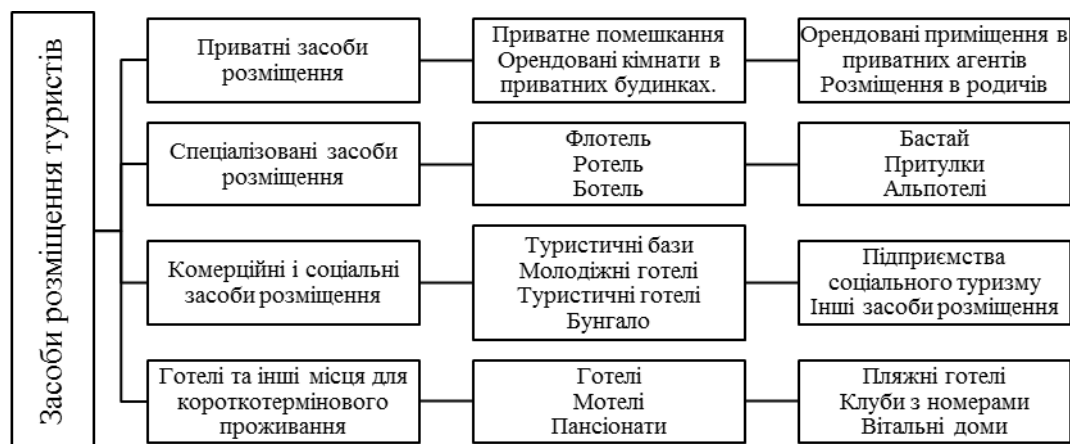 Засоби розміщення туристів
Приватні засоби
розміщення
Приватне помешкання
Орендовані кімнати в
приватних будинках.
Орендовані приміщення в
приватних агентів
Розміщення в родичів
Спеціалізовані засоби
розміщення
Флотель
Ротель
Ботель
Бастай
Притулки
Альпотелі
Комерційні і соціальні
засоби розміщення
Туристичні бази
Молодіжні готелі
Туристичні готелі
Бунгало
Підприємства
соціального туризму
Інші засоби розміщення
Готелі та інші місця для
короткотермінового
проживання
Готелі
Мотелі
Пансіонати
Пляжні готелі
Клуби з номерами
Вітальні доми